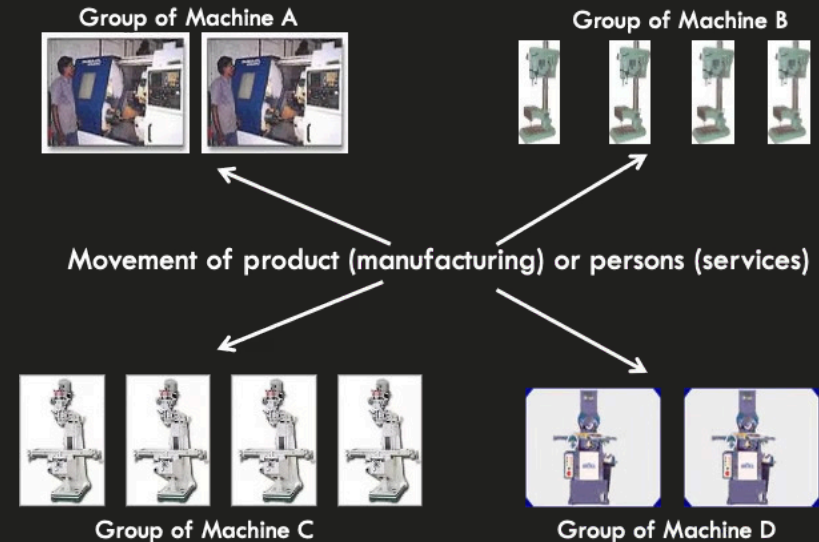 Group of Machine A
Group of Machine B
Movement of product (manufacturing) or persons (services)
Group of Machine C
Group of Machine D